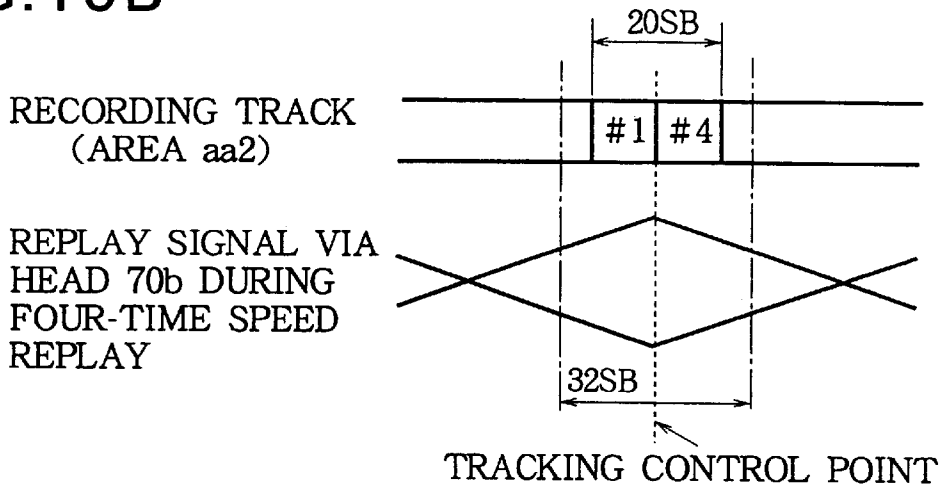 20SB
RECORDING TRACK
(AREA aa2)
#1 #4
REPLAY SIGNAL VIA
HEAD 70b DURING
FOUR-TIME SPEED
REPLAY
32SB
TRACKING CONTROL POINT